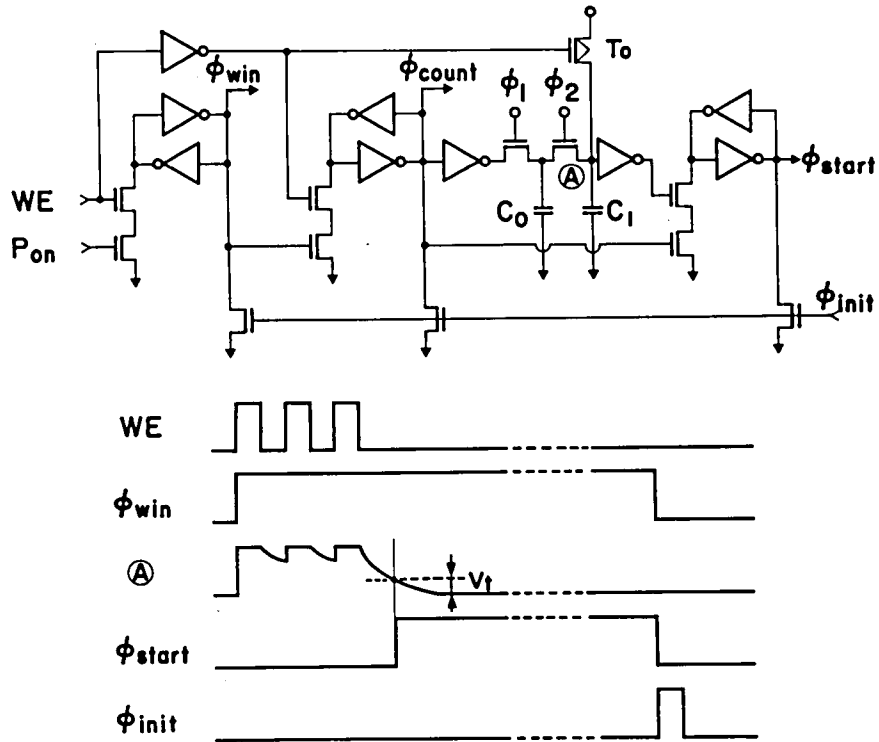 To
ϕwin
ϕcount
ϕ1
ϕ2
WE
Pon
Ⓐ
C0
C1
ϕstart
ϕinit
WE
ϕwin
Ⓐ
Vt
ϕstart
ϕinit